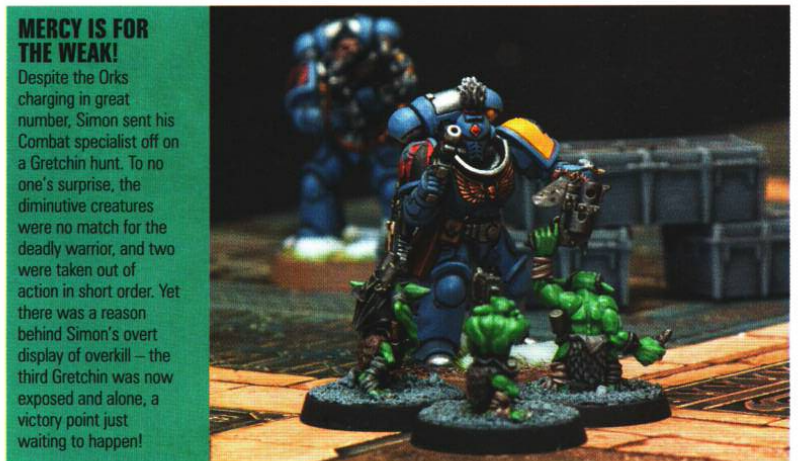 MERCY IS FOR
THE WEAK!
Despite the Orks
charging in great
number, Simon sent his
Combat specialist off on
a Gretchin hunt. To no
one's surprise, the
diminutive creatures
were no match for the
deadly warrior, and two
were taken out of
action in short order. Yet
there was a reason
behind Simon's overt
display of overkill – the
third Gretchin was now
exposed and alone, a
victory point just
waiting to happen!